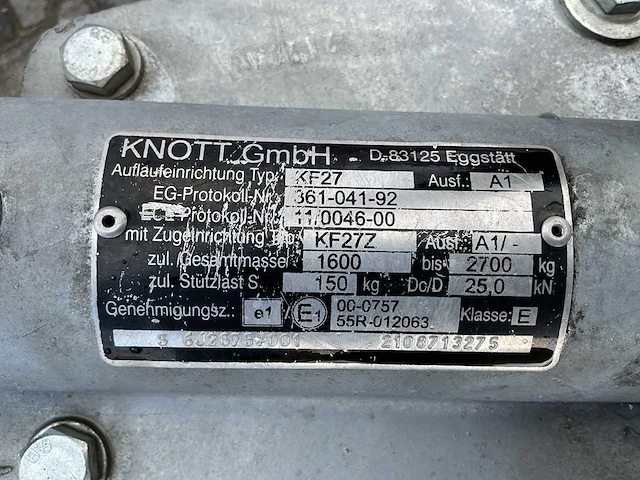 KNOTT GmbH D-83125 Eggstätt
Auflaufeinrichtung Typ: KF27 Ausf.: A1
EG-Protokoll-Nr.: 361-041-92
ECE-Protokoll-Nr.: 11/0046-00
mit Zugeinrichtung Typ: KF27Z Ausf. A1/-
zul. Gesamtmasse 1600 bis 2700 kg
zul. Stützlast S 150 kg Dc/D 25,0 kN
Genehmigungsz.: e1 / E1 00-0757
55R-012063 Klasse: E
2106713275